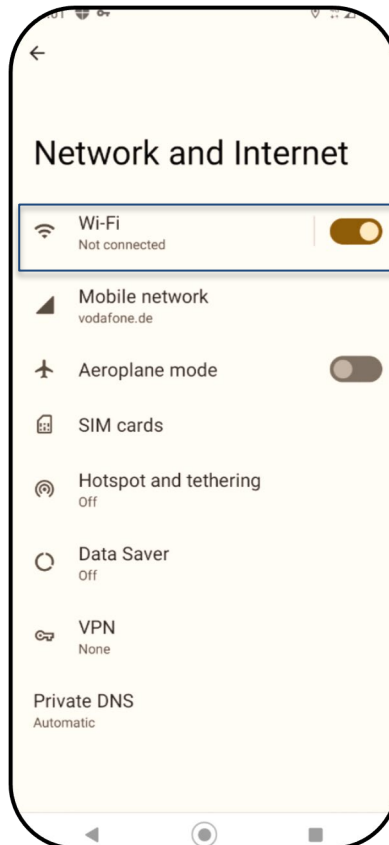 Network and Internet
Wi-Fi
Not connected
Mobile network
vodafone.de
Aeroplane mode
SIM cards
Hotspot and tethering
Off
Data Saver
Off
VPN
None
Private DNS
Automatic